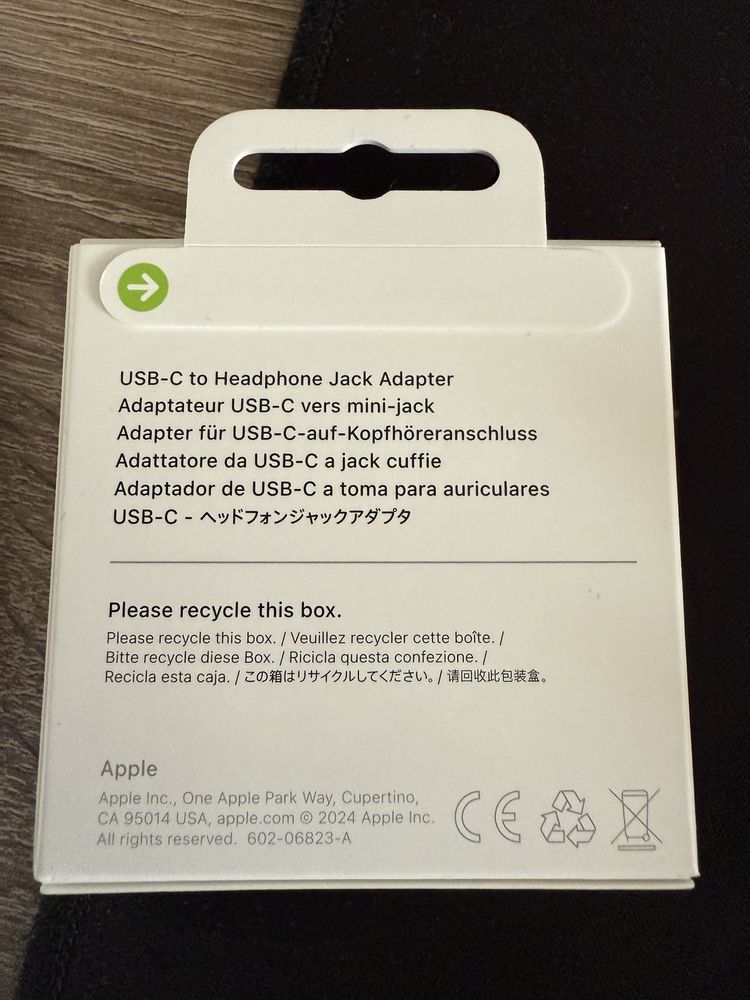 USB-C to Headphone Jack Adapter
Adaptateur USB-C vers mini-jack
Adapter für USB-C-auf-Kopfhöreranschluss
Adattatore da USB-C a jack cuffie
Adaptador de USB-C a toma para auriculares
USB-C - ヘッドフォンジャックアダプタ
Please recycle this box.
Please recycle this box. / Veuillez recycler cette boîte. /
Bitte recycle diese Box. / Ricicla questa confezione. /
Recicla esta caja. / この箱はリサイクルしてください。/ 请回收此包装盒。
Apple
Apple Inc., One Apple Park Way, Cupertino,
CA 95014 USA, apple.com © 2024 Apple Inc.
All rights reserved. 602-06823-A
CE